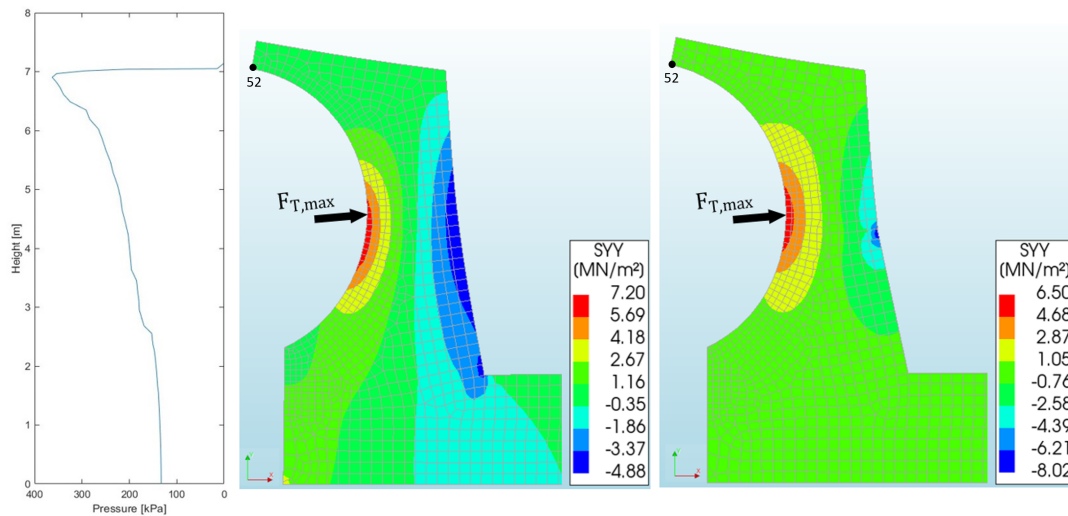 8
7
6
5
4
3
2
1
0
Height [m]
400 300 200 100 0
Pressure [kPa]
52
F_T,max
SYY
(MN/m²)
7.20
5.69
4.18
2.67
1.16
-0.35
-1.86
-3.37
-4.88
Y
X
52
F_T,max
SYY
(MN/m²)
6.50
4.68
2.87
1.05
-0.76
-2.58
-4.39
-6.21
-8.02
Y
X